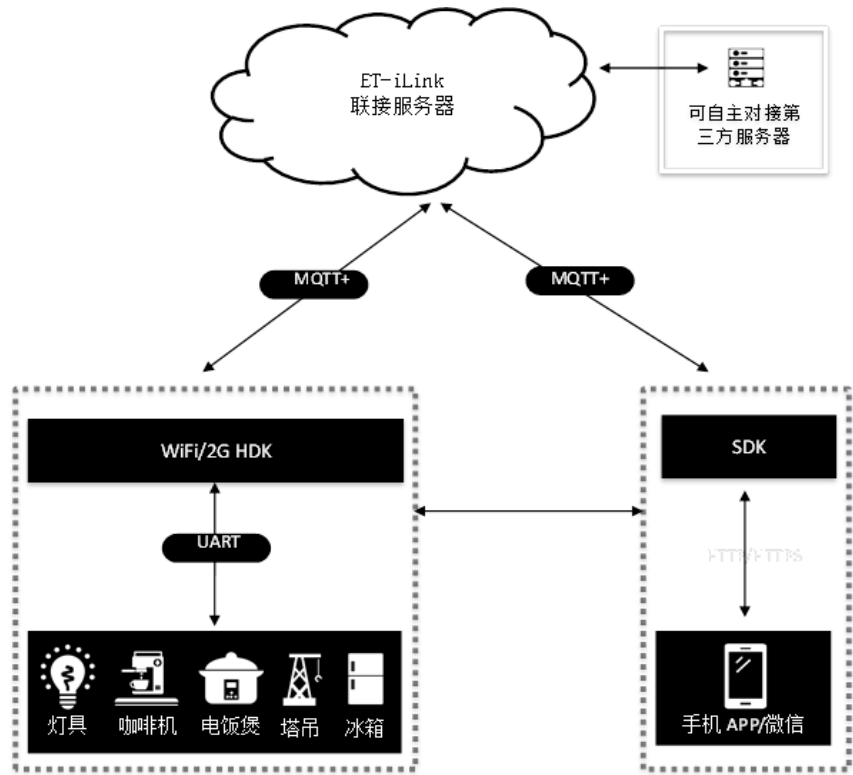 ET-iLink
联接服务器
可自主对接第
三方服务器
MQTT+
MQTT+
WiFi/2G HDK
SDK
UART
HTTP/HTTPS
灯具
咖啡机
电饭煲
塔吊
冰箱
手机 APP/微信